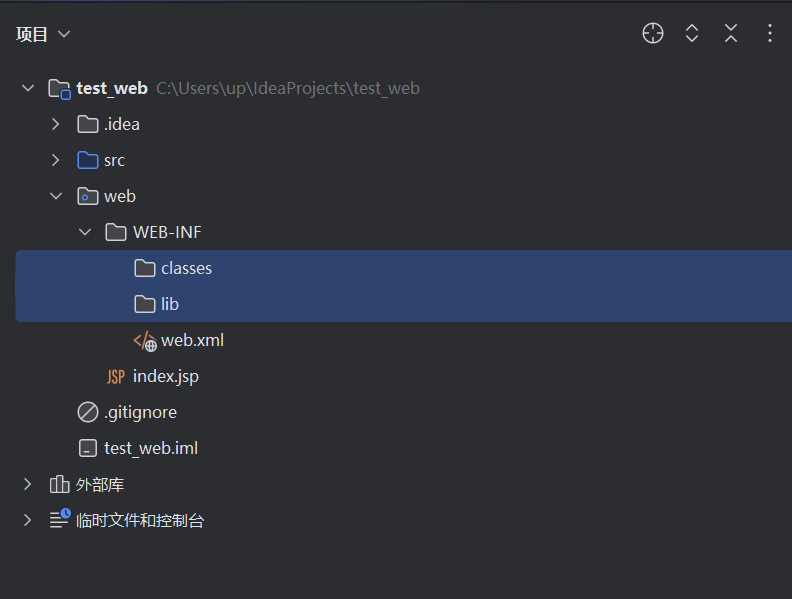 项目
test_web C:\Users\up\IdeaProjects\test_web
.idea
src
web
WEB-INF
classes
lib
web.xml
JSP index.jsp
.gitignore
test_web.iml
外部库
临时文件和控制台